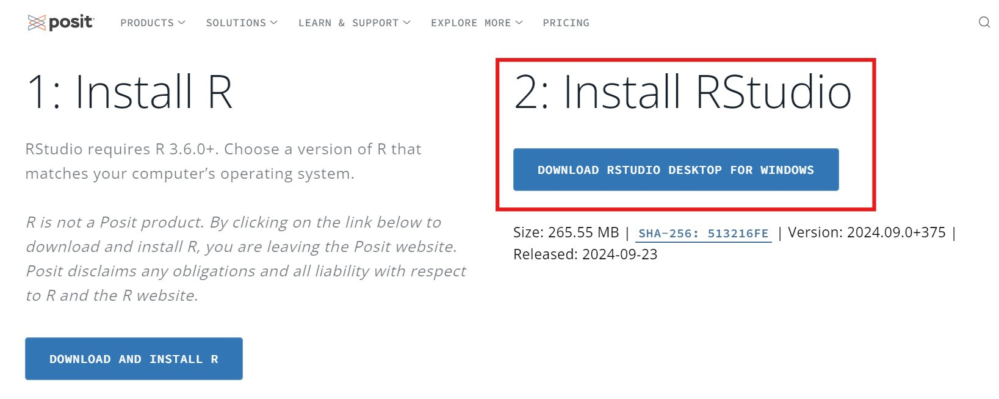 posit
PRODUCTS
SOLUTIONS
LEARN & SUPPORT
EXPLORE MORE
PRICING
1: Install R
RStudio requires R 3.6.0+. Choose a version of R that
matches your computer’s operating system.
R is not a Posit product. By clicking on the link below to
download and install R, you are leaving the Posit website.
Posit disclaims any obligations and all liability with respect
to R and the R website.
DOWNLOAD AND INSTALL R
2: Install RStudio
DOWNLOAD RSTUDIO DESKTOP FOR WINDOWS
Size: 265.55 MB | SHA-256: 513216FE | Version: 2024.09.0+375 |
Released: 2024-09-23